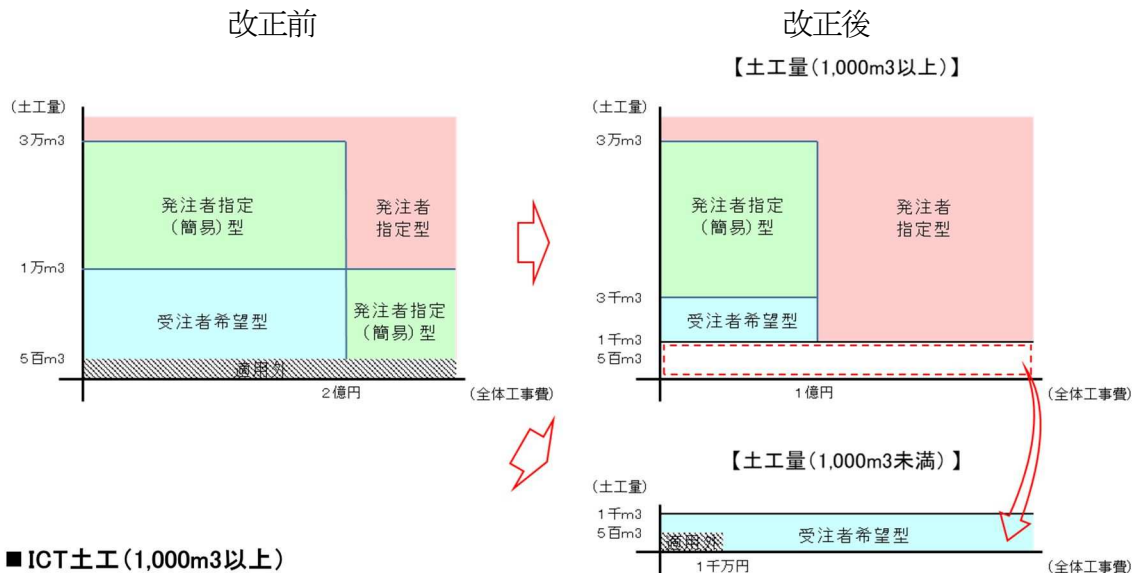 改正前
(土工量)
3万m3
発注者指定
(簡易)型
発注者
指定型
1万m3
受注者希望型
発注者指定
(簡易)型
5百m3
適用外
2億円
(全体工事費)
改正後
【土工量(1,000m3以上)】
(土工量)
3万m3
発注者指定
(簡易)型
発注者
指定型
3千m3
受注者希望型
1千m3
5百m3
1億円
(全体工事費)
【土工量(1,000m3未満)】
(土工量)
1千m3
5百m3
適用外
受注者希望型
1千万円
(全体工事費)
■ICT土工(1,000m3以上)